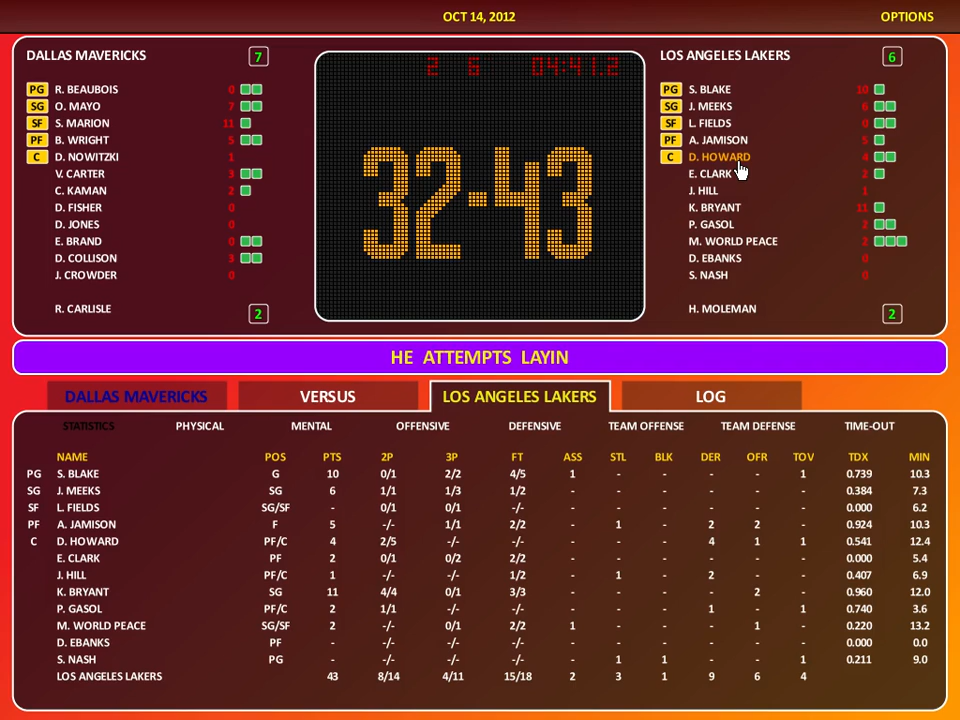 OCT 14, 2012 OPTIONS
DALLAS MAVERICKS 7
PG R. BEAUBOIS 0
SG O. MAYO 7
SF S. MARION 11
PF B. WRIGHT 5
C D. NOWITZKI 1
V. CARTER 3
C. KAMAN 2
D. FISHER 0
D. JONES 0
E. BRAND 0
D. COLLISON 3
J. CROWDER 0
R. CARLISLE 2
2 6 04:41.2
32-43
LOS ANGELES LAKERS 6
PG S. BLAKE 10
SG J. MEEKS 6
SF L. FIELDS 0
PF A. JAMISON 5
C D. HOWARD 4
E. CLARK 2
J. HILL 1
K. BRYANT 11
P. GASOL 2
M. WORLD PEACE 2
D. EBANKS 0
S. NASH 0
H. MOLEMAN 2
HE ATTEMPTS LAYIN
DALLAS MAVERICKS VERSUS LOS ANGELES LAKERS LOG
STATISTICS PHYSICAL MENTAL OFFENSIVE DEFENSIVE TEAM OFFENSE TEAM DEFENSE TIME-OUT
NAME POS PTS 2P 3P FT ASS STL BLK DER OFR TOV TDX MIN
PG S. BLAKE G 10 0/1 2/2 4/5 1 - - - - 1 0.739 10.3
SG J. MEEKS SG 6 1/1 1/3 1/2 - - - - - - 0.384 7.3
SF L. FIELDS SG/SF - 0/1 0/1 -/- - - - - - - 0.000 6.2
PF A. JAMISON F 5 -/- 1/1 2/2 - 1 - 2 2 - 0.924 10.3
C D. HOWARD PF/C 4 2/5 -/- -/- - - - 4 1 1 0.541 12.4
E. CLARK PF 2 0/1 0/2 2/2 - - - - - - 0.000 5.4
J. HILL PF/C 1 -/- -/- 1/2 - 1 - 2 - - 0.407 6.9
K. BRYANT SG 11 4/4 0/1 3/3 - - - - 2 - 0.960 12.0
P. GASOL PF/C 2 1/1 -/- -/- - - - 1 - 1 0.740 3.6
M. WORLD PEACE SG/SF 2 -/- 0/1 2/2 1 - - - 1 - 0.220 13.2
D. EBANKS PF - -/- -/- -/- - - - - - - 0.000 0.0
S. NASH PG - -/- -/- -/- - 1 1 - - 1 0.211 9.0
LOS ANGELES LAKERS 43 8/14 4/11 15/18 2 3 1 9 6 4